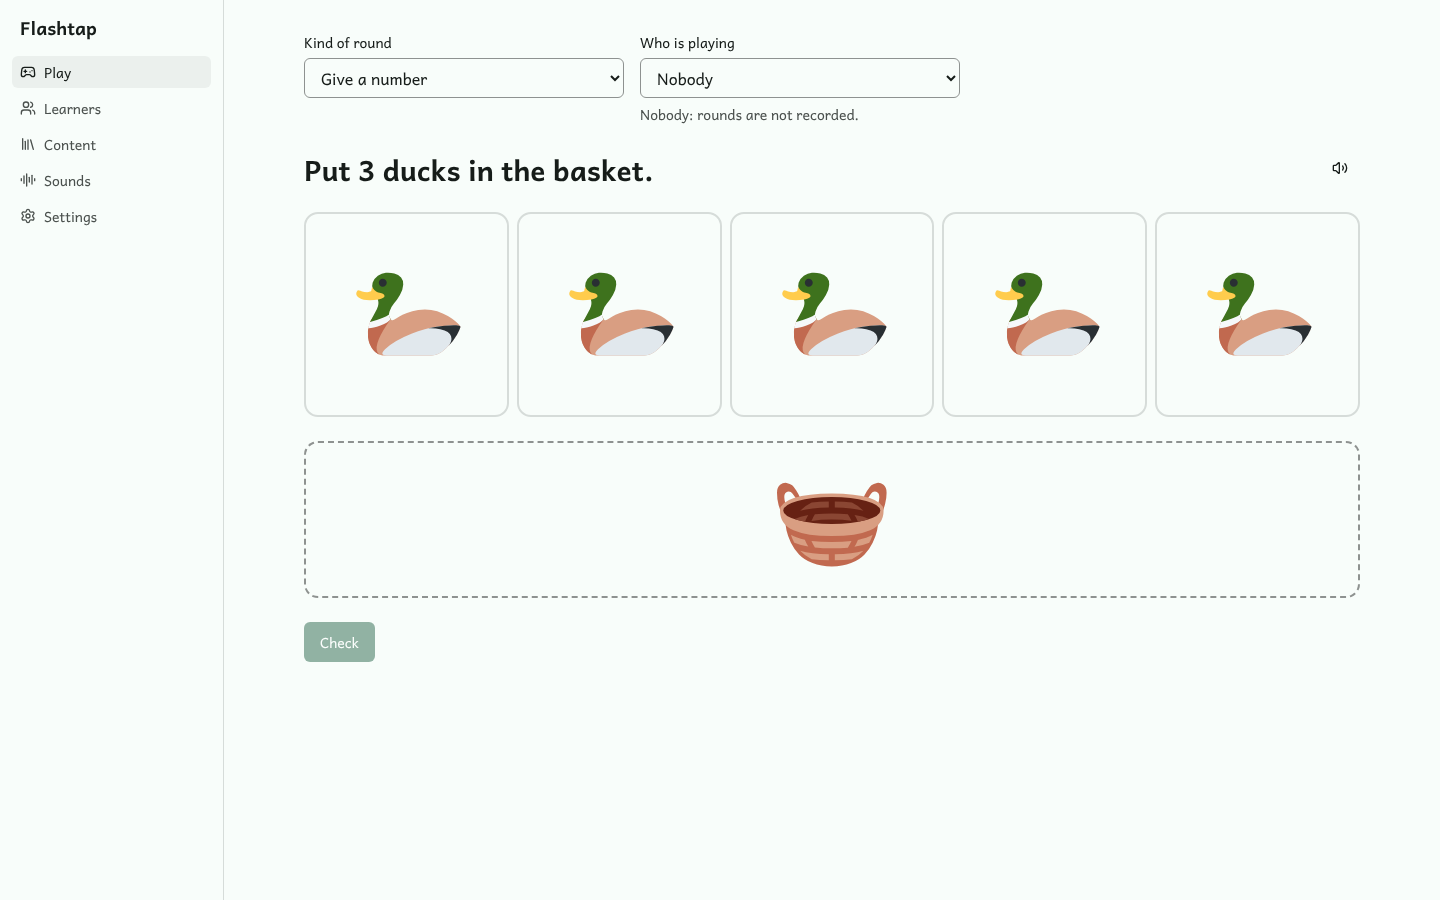 Flashtap
Play
Learners
Content
Sounds
Settings
Kind of round
Give a number
Who is playing
Nobody
Nobody: rounds are not recorded.
Put 3 ducks in the basket.
Check